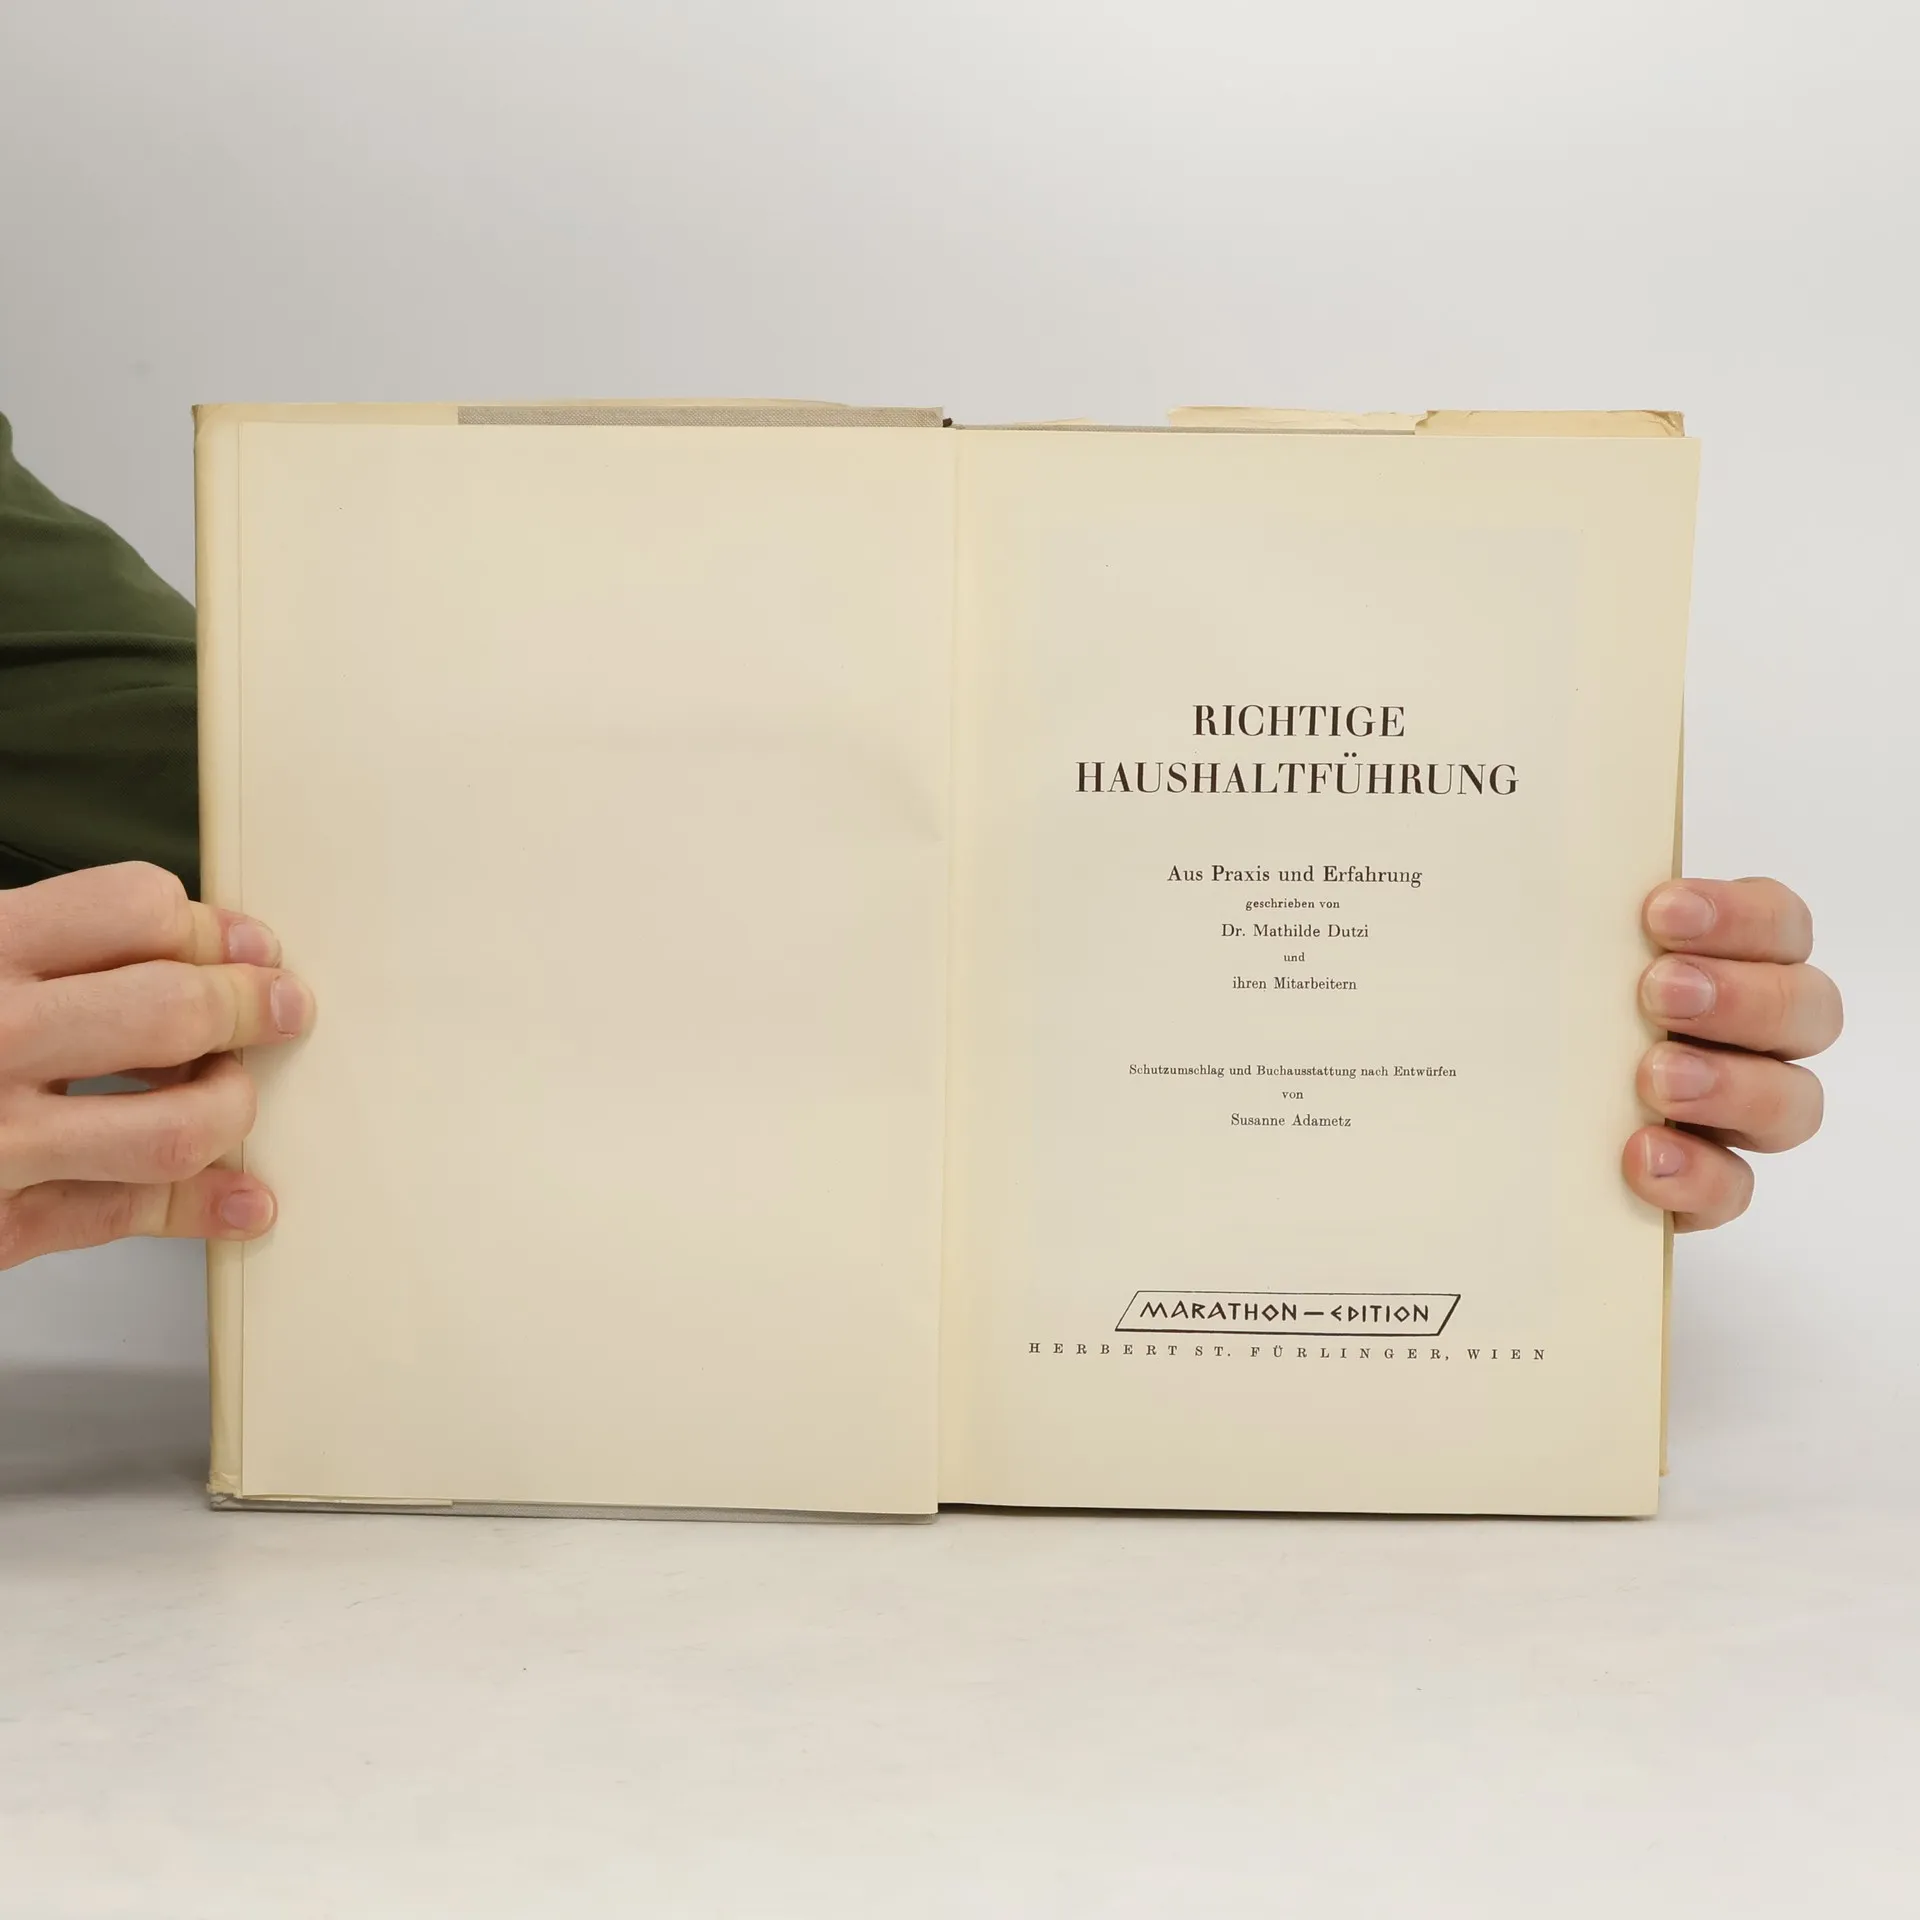 RICHTIGE
HAUSHALTFÜHRUNG
Aus Praxis und Erfahrung
geschrieben von
Dr. Mathilde Dutzi
und
ihren Mitarbeitern
Schutzumschlag und Buchausstattung nach Entwürfen
von
Susanne Adametz
MARATHON–EDITION
HERBERT ST. FÜRLINGER, WIEN